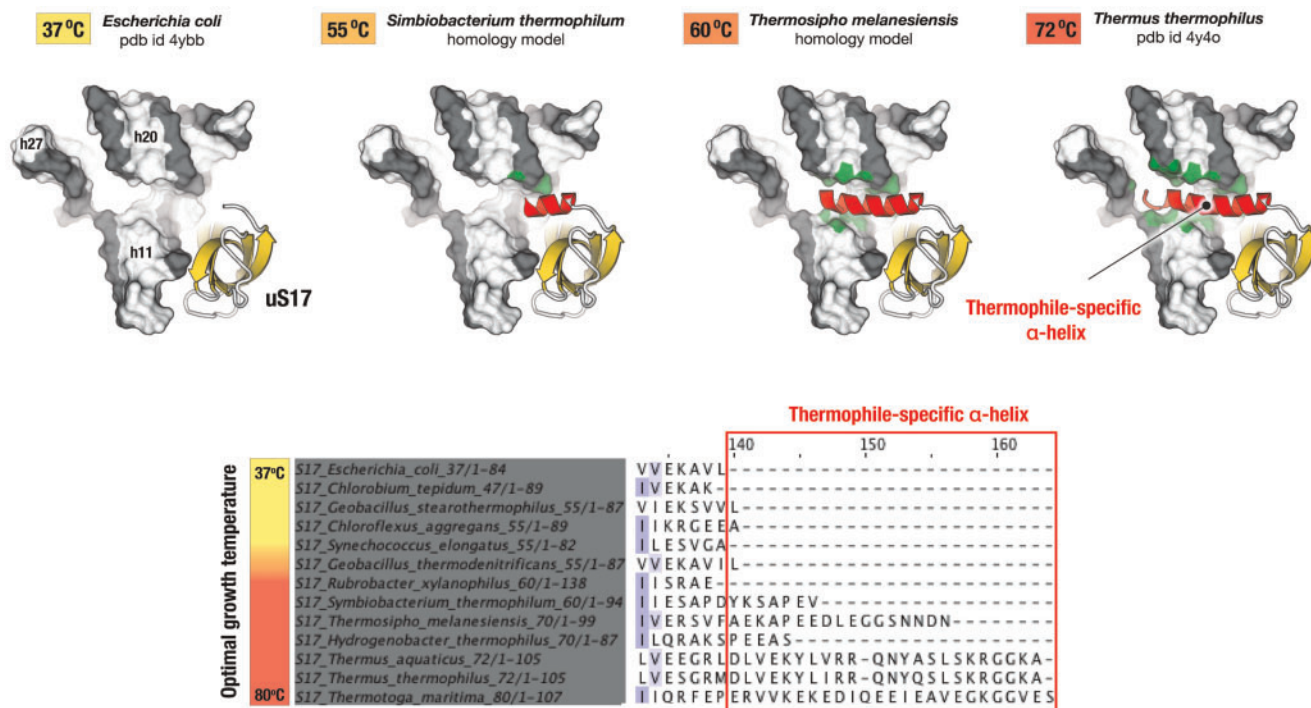 37 °C Escherichia coli
pdb id 4ybb
55 °C Simbiobacterium thermophilum
homology model
60 °C Thermosipho melanesiensis
homology model
72 °C Thermus thermophilus
pdb id 4y4o
h27
h20
h11
uS17
Thermophile-specific
α-helix
Thermophile-specific α-helix
140 150 160
Optimal growth temperature
37°C
80°C
S17_Escherichia_coli_37/1-84 VVEKAVL-------------------------
S17_Chlorobium_tepidum_47/1-89 IVEKAK--------------------------
S17_Geobacillus_stearothermophilus_55/1-87 VIEKSVVL------------------------
S17_Chloroflexus_aggregans_55/1-89 IIKRGEEA------------------------
S17_Synechococcus_elongatus_55/1-82 ILESVGA-------------------------
S17_Geobacillus_thermodenitrificans_55/1-87 VVEKAVIL------------------------
S17_Rubrobacter_xylanophilus_60/1-138 IISRAE--------------------------
S17_Symbiobacterium_thermophilum_60/1-94 IIESAPDYKSAPEV------------------
S17_Thermosipho_melanesiensis_70/1-99 IVERSVFAEKAPEEDLEGGSNNDN--------
S17_Hydrogenobacter_thermophilus_70/1-87 ILQRAKSPEEAS--------------------
S17_Thermus_aquaticus_72/1-105 LVEEGRLDLVEKYLVRR-QNYASLSKRGGKA-
S17_Thermus_thermophilus_72/1-105 LVESGRMDLVEKYLIRR-QNYQSLSKRGGKA-
S17_Thermotoga_maritima_80/1-107 IIQRFEPERVVKEKEDIQEEIEAVEGKGGVES